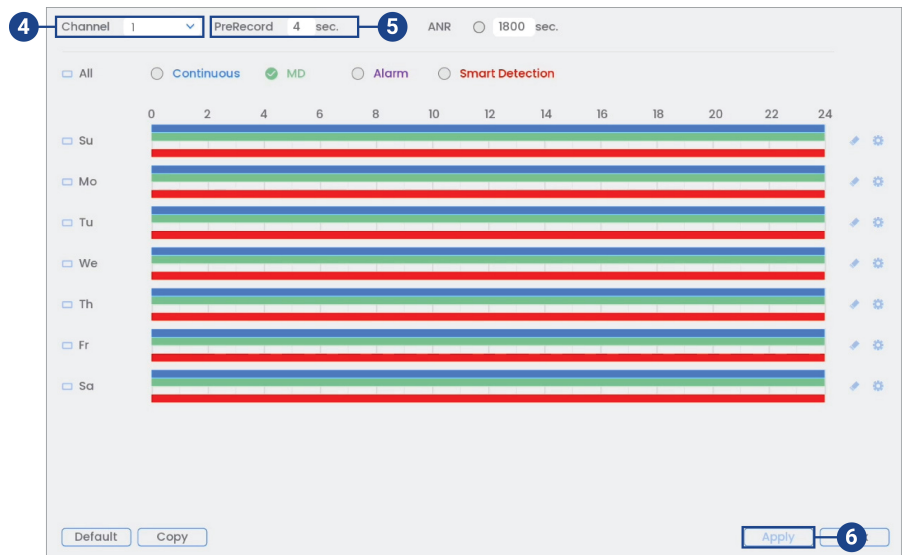 4 Channel 1 PreRecord 4 sec. 5 ANR 1800 sec.
All Continuous MD Alarm Smart Detection
0 2 4 6 8 10 12 14 16 18 20 22 24
Su
Mo
Tu
We
Th
Fr
Sa
Default Copy Apply 6